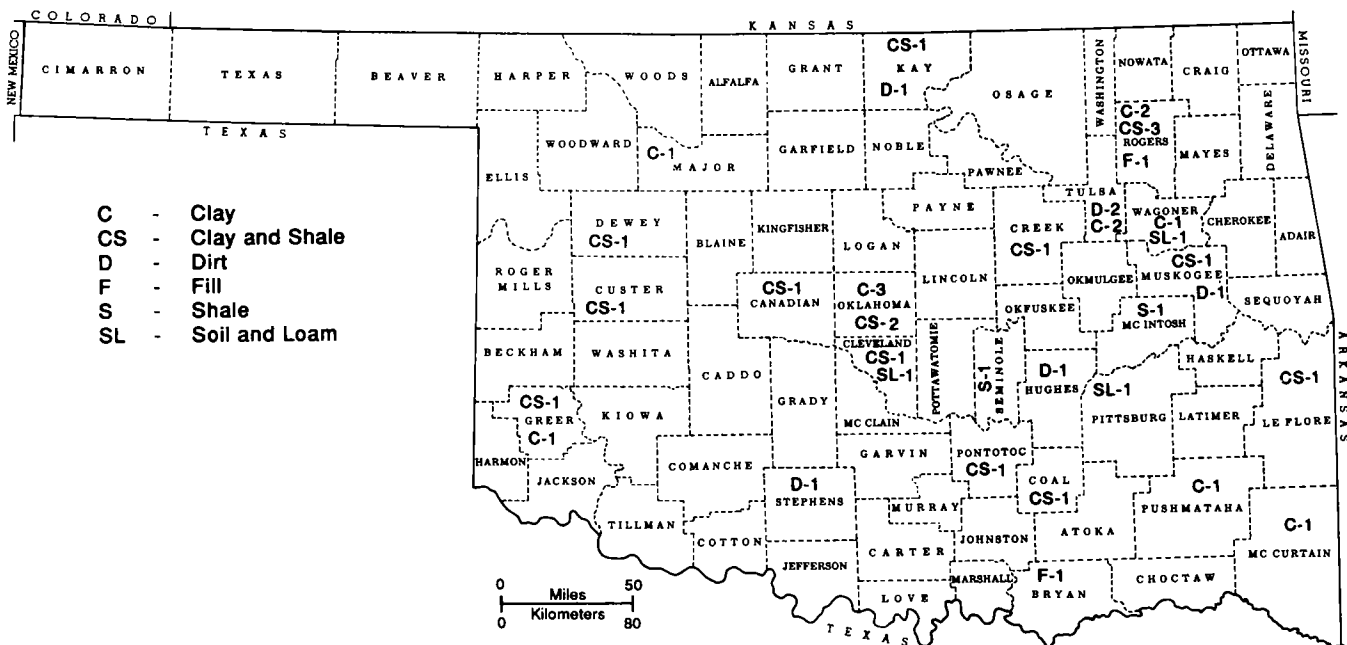 COLORADO
KANSAS
NEW MEXICO
MISSOURI
CIMARRON
TEXAS
BEAVER
HARPER
WOODS
ALFALFA
GRANT
CS-1
KAY
D-1
OSAGE
WASHINGTON
NOWATA
CRAIG
OTTAWA
TEXAS
ELLIS
WOODWARD
C-1
MAJOR
GARFIELD
NOBLE
PAWNEE
C-2
CS-3
ROGERS
F-1
MAYES
DELAWARE
C - Clay
CS - Clay and Shale
D - Dirt
F - Fill
S - Shale
SL - Soil and Loam
DEWEY
CS-1
BLAINE
KINGFISHER
LOGAN
PAYNE
CREEK
CS-1
TULSA
D-2
C-2
WAGONER
C-1
SL-1
CHEROKEE
ADAIR
ROGER
MILLS
CUSTER
CS-1
CS-1
CANADIAN
C-3
OKLAHOMA
CS-2
LINCOLN
OKMULGEE
CS-1
MUSKOGEE
D-1
SEQUOYAH
OKFUSKEE
S-1
MC INTOSH
BECKHAM
WASHITA
CADDO
GRADY
CLEVELAND
CS-1
SL-1
POTTAWATOMIE
S-1
SEMINOLE
D-1
HUGHES
SL-1
PITTSBURG
HASKELL
LATIMER
CS-1
LE FLORE
ARKANSAS
CS-1
GREER
C-1
KIOWA
MC CLAIN
HARMON
JACKSON
COMANCHE
GARVIN
PONTOTOC
CS-1
COAL
CS-1
D-1
STEPHENS
MURRAY
C-1
PUSHMATAHA
C-1
MC CURTAIN
TILLMAN
COTTON
CARTER
JOHNSTON
ATOKA
JEFFERSON
LOVE
MARSHALL
F-1
BRYAN
CHOCTAW
TEXAS
0 50
Miles
Kilometers
0 80